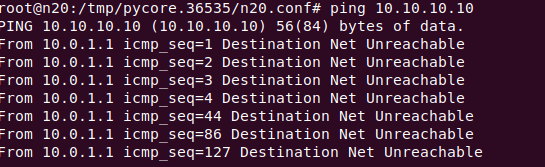 root@n20:/tmp/pycore.36535/n20.conf# ping 10.10.10.10
PING 10.10.10.10 (10.10.10.10) 56(84) bytes of data.
From 10.0.1.1 icmp_seq=1 Destination Net Unreachable
From 10.0.1.1 icmp_seq=2 Destination Net Unreachable
From 10.0.1.1 icmp_seq=3 Destination Net Unreachable
From 10.0.1.1 icmp_seq=4 Destination Net Unreachable
From 10.0.1.1 icmp_seq=44 Destination Net Unreachable
From 10.0.1.1 icmp_seq=86 Destination Net Unreachable
From 10.0.1.1 icmp_seq=127 Destination Net Unreachable